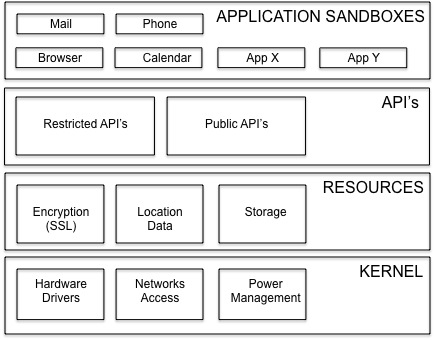 APPLICATION SANDBOXES
Mail
Phone
Browser
Calendar
App X
App Y
API's
Restricted API's
Public API's
RESOURCES
Encryption
(SSL)
Location
Data
Storage
KERNEL
Hardware
Drivers
Networks
Access
Power
Management